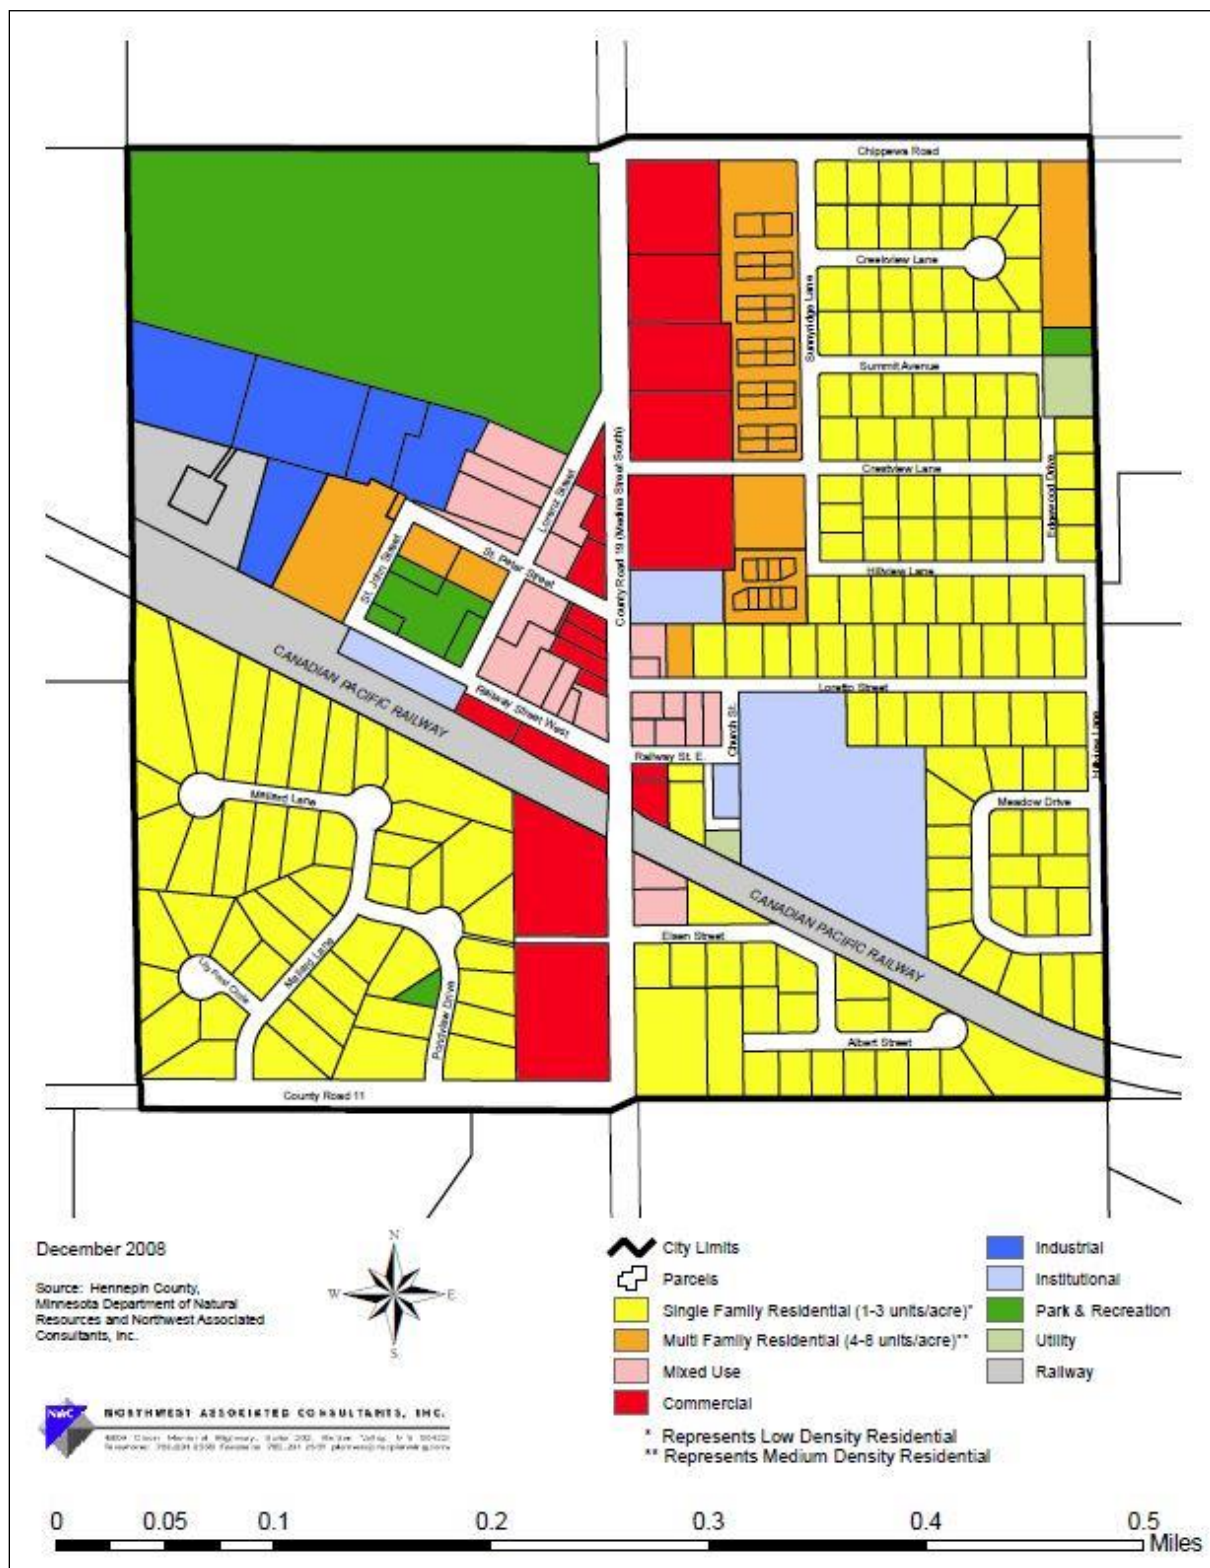 Chippewa Road
Crestview Lane
Sunnyridge Lane
Summit Avenue
County Road 19 (Medina Street South)
Crestview Lane
Edgewood Drive
Lorenz Street
St. Peter Street
St. John Street
Hillview Lane
CANADIAN PACIFIC RAILWAY
Railway Street West
Loretto Street
Church St.
Railway St. E.
Hillview Lane
Mallard Lane
Meadow Drive
CANADIAN PACIFIC RAILWAY
Elsen Street
Mallard Lane
Pondview Drive
Albert Street
County Road 11
December 2008
Source: Hennepin County,
Minnesota Department of Natural
Resources and Northwest Associated
Consultants, Inc.
N
W
E
S
City Limits
Parcels
Single Family Residential (1-3 units/acre)*
Multi Family Residential (4-8 units/acre)**
Mixed Use
Commercial
Industrial
Institutional
Park & Recreation
Utility
Railway
* Represents Low Density Residential
** Represents Medium Density Residential
NWAC
NORTHWEST ASSOCIATED CONSULTANTS, INC.
0 0.05 0.1 0.2 0.3 0.4 0.5
Miles